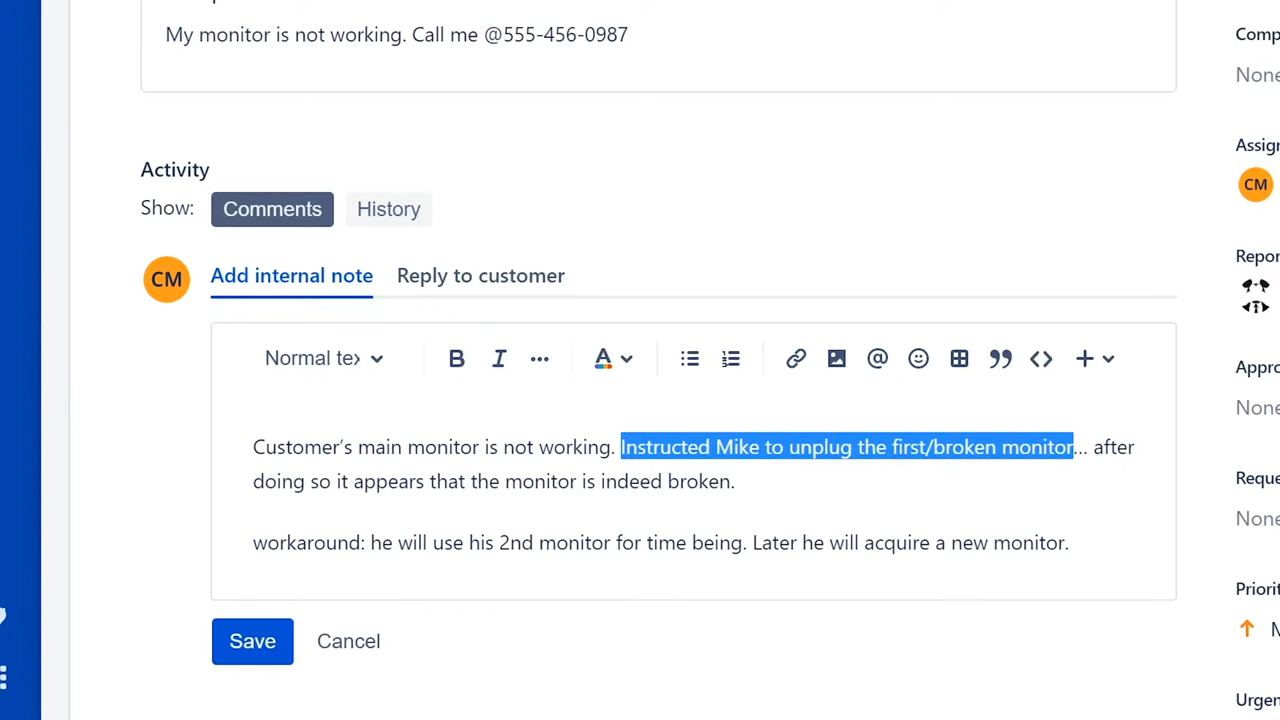 My monitor is not working. Call me @555-456-0987
Activity
Show: Comments History
CM Add internal note Reply to customer
Normal tex
Customer's main monitor is not working. Instructed Mike to unplug the first/broken monitor... after
doing so it appears that the monitor is indeed broken.
workaround: he will use his 2nd monitor for time being. Later he will acquire a new monitor.
Save Cancel
Comp
None
Assign
CM
Repor
Appro
None
Reque
None
Priorit
M
Urgen